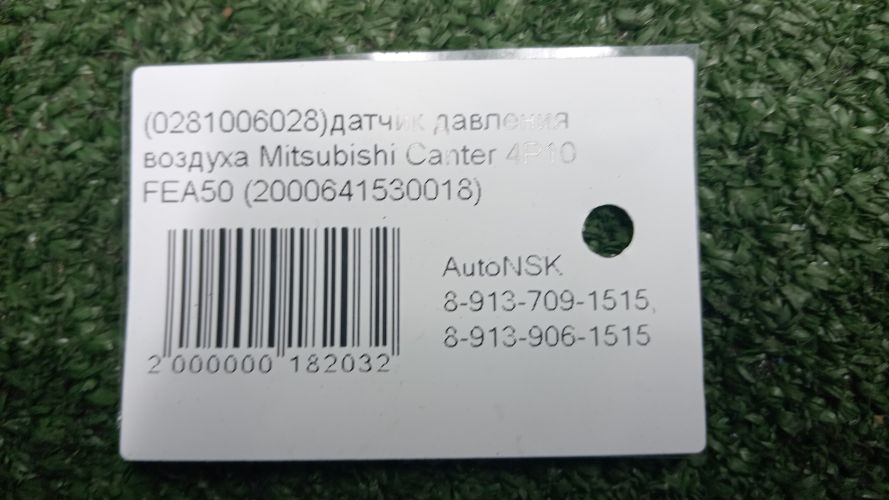 (0281006028)датчик давления
воздуха Mitsubishi Canter 4P10
FEA50 (2000641530018)
AutoNSK
8-913-709-1515,
8-913-906-1515
2 000000 182032